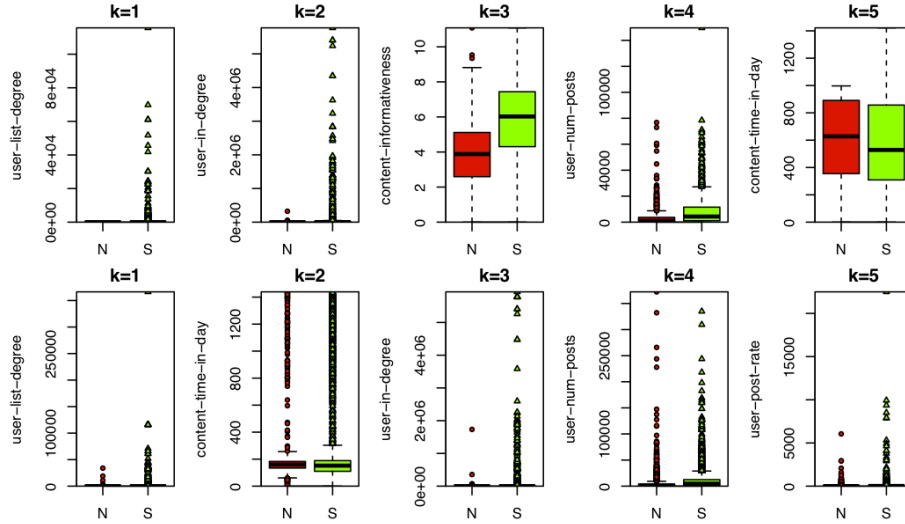 k=1
k=2
k=3
k=4
k=5
user−list−degree
0e+00
4e+04
8e+04
N
S
user−in−degree
0e+00
2e+06
4e+06
N
S
content−informativeness
0
2
4
6
8
10
N
S
user−num−posts
0
40000
100000
N
S
content−time−in−day
0
400
800
1200
N
S
k=1
k=2
k=3
k=4
k=5
user−list−degree
0
100000
250000
N
S
content−time−in−day
0
400
800
1200
N
S
user−in−degree
0e+00
2e+06
4e+06
N
S
user−num−posts
0
100000
250000
N
S
user−post−rate
0
5000
15000
N
S